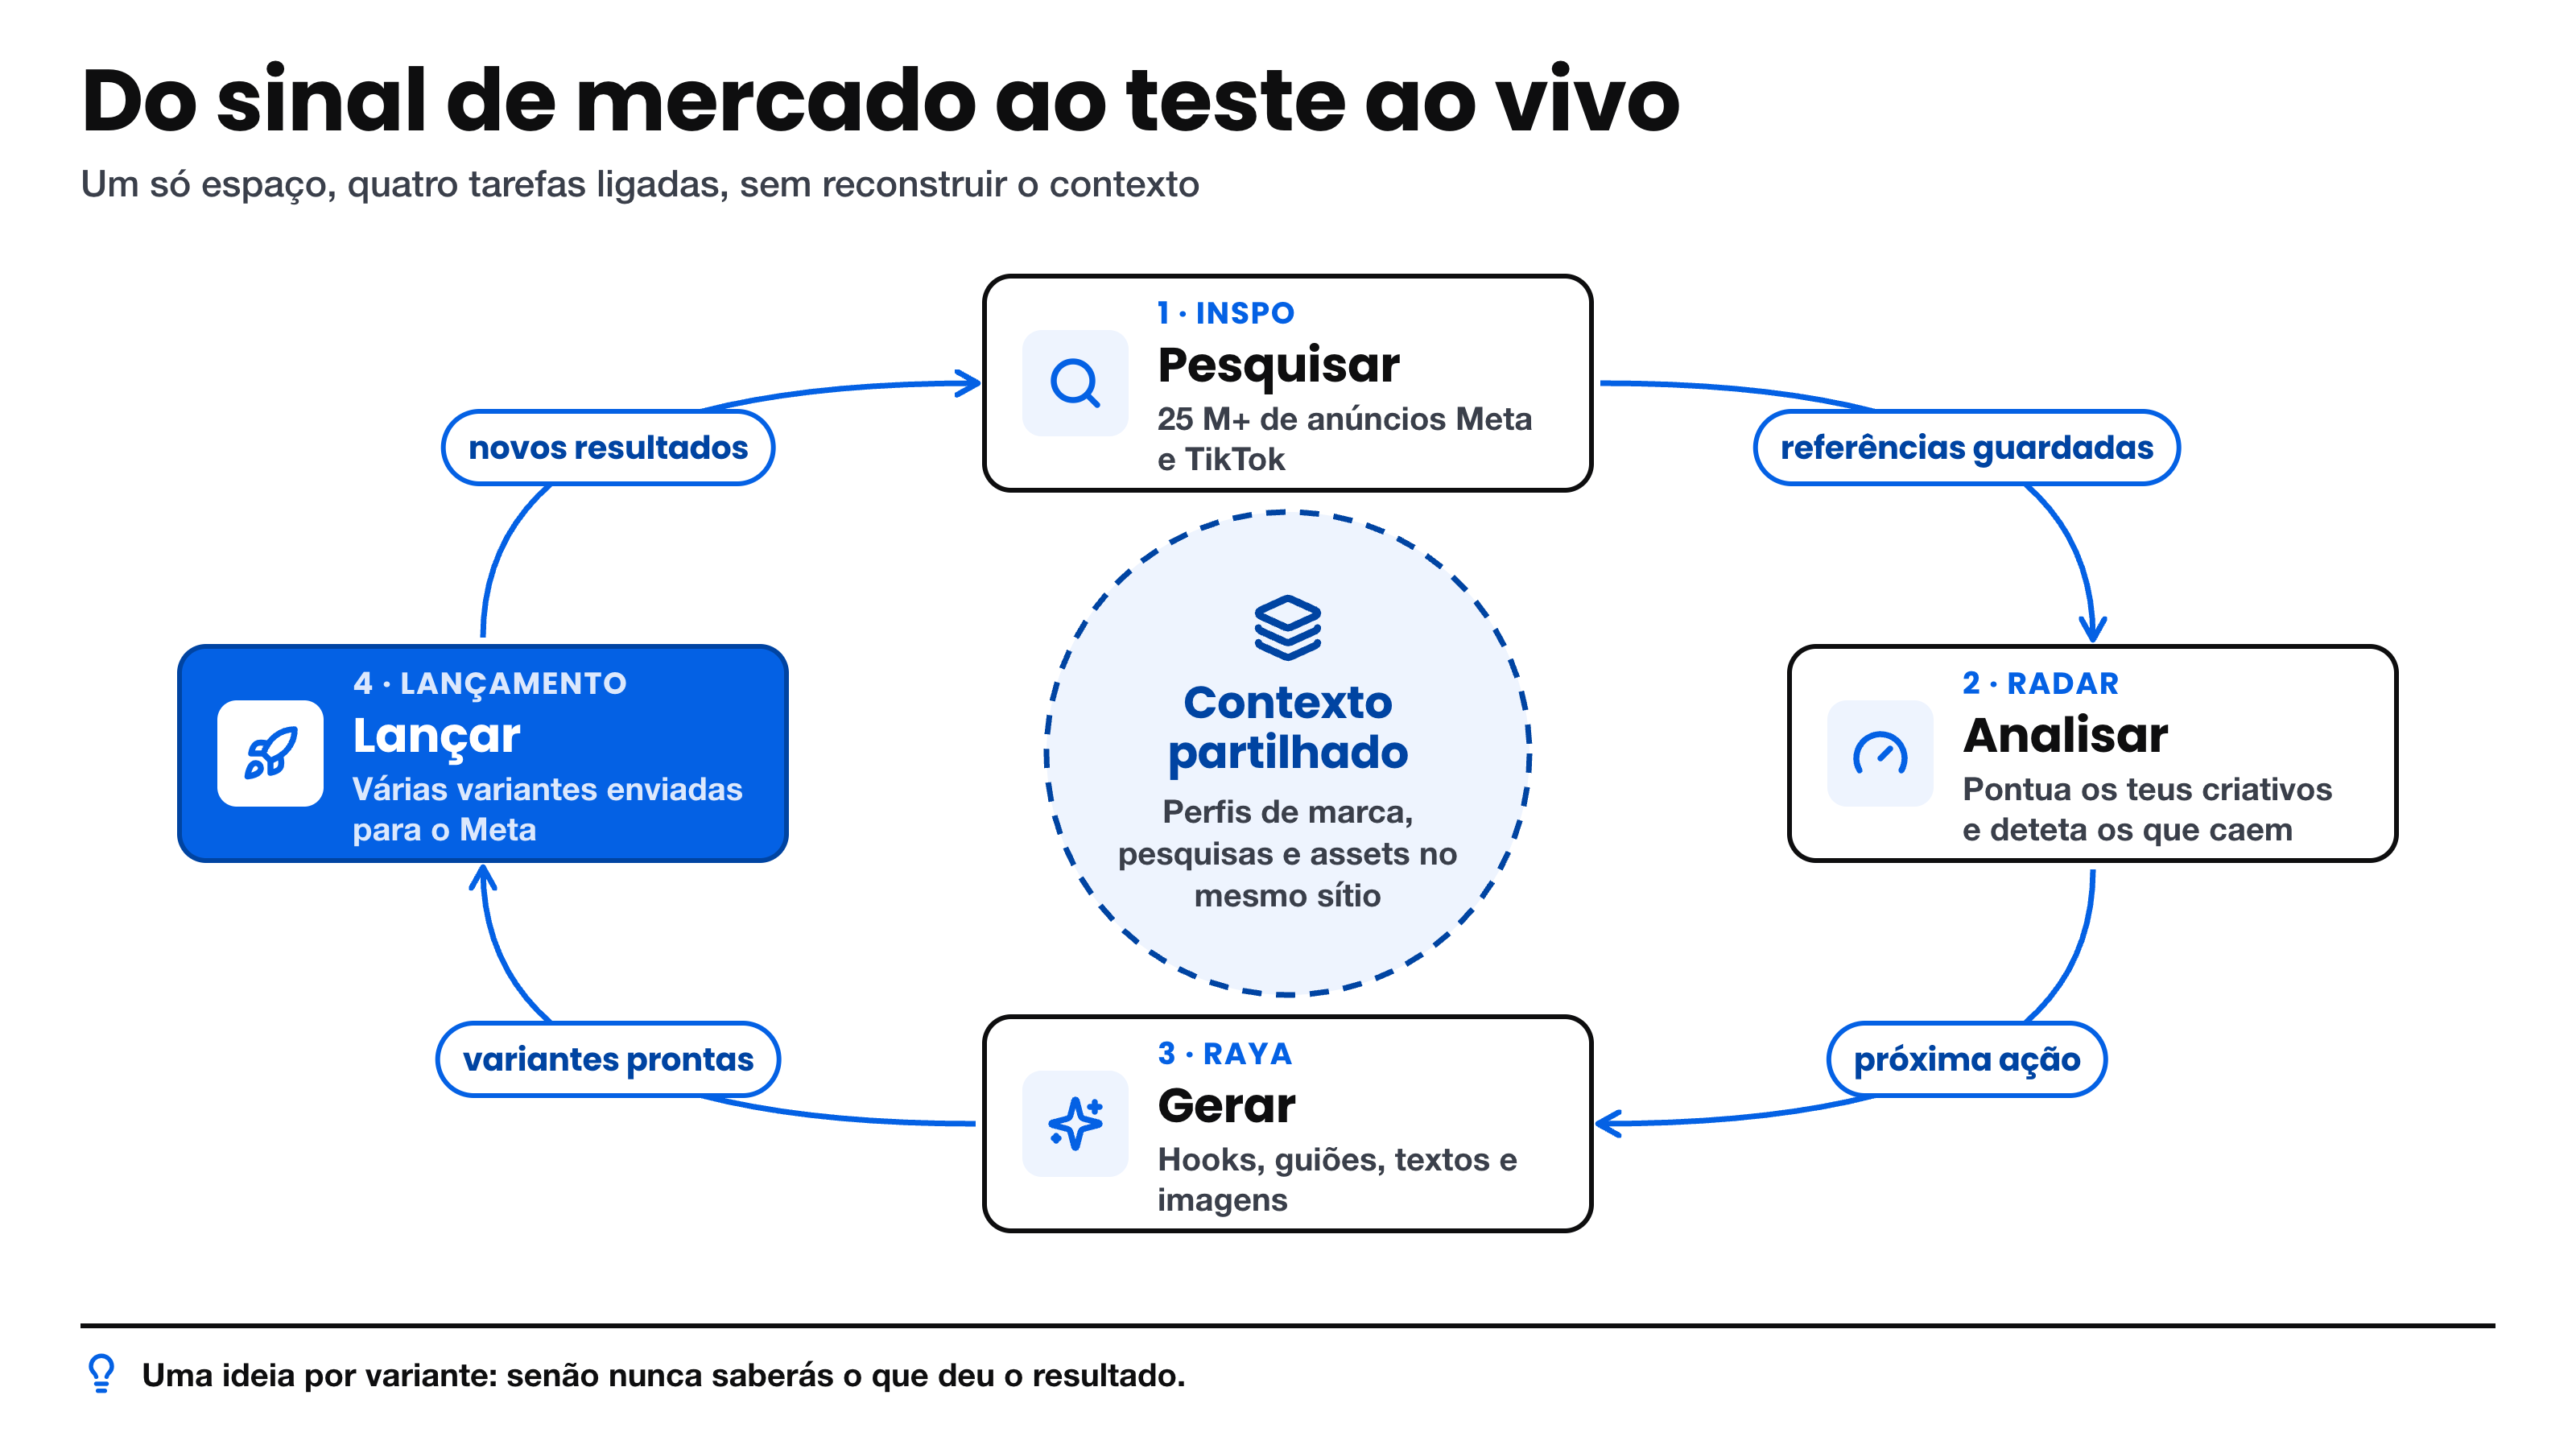 Do sinal de mercado ao teste ao vivo
Um só espaço, quatro tarefas ligadas, sem reconstruir o contexto
1 · INSPO
Pesquisar
25 M+ de anúncios Meta
e TikTok
novos resultados
referências guardadas
4 · LANÇAMENTO
Lançar
Várias variantes enviadas
para o Meta
Contexto
partilhado
Perfis de marca,
pesquisas e assets no
mesmo sítio
2 · RADAR
Analisar
Pontua os teus criativos
e deteta os que caem
variantes prontas
próxima ação
3 · RAYA
Gerar
Hooks, guiões, textos e
imagens
Uma ideia por variante: senão nunca saberás o que deu o resultado.